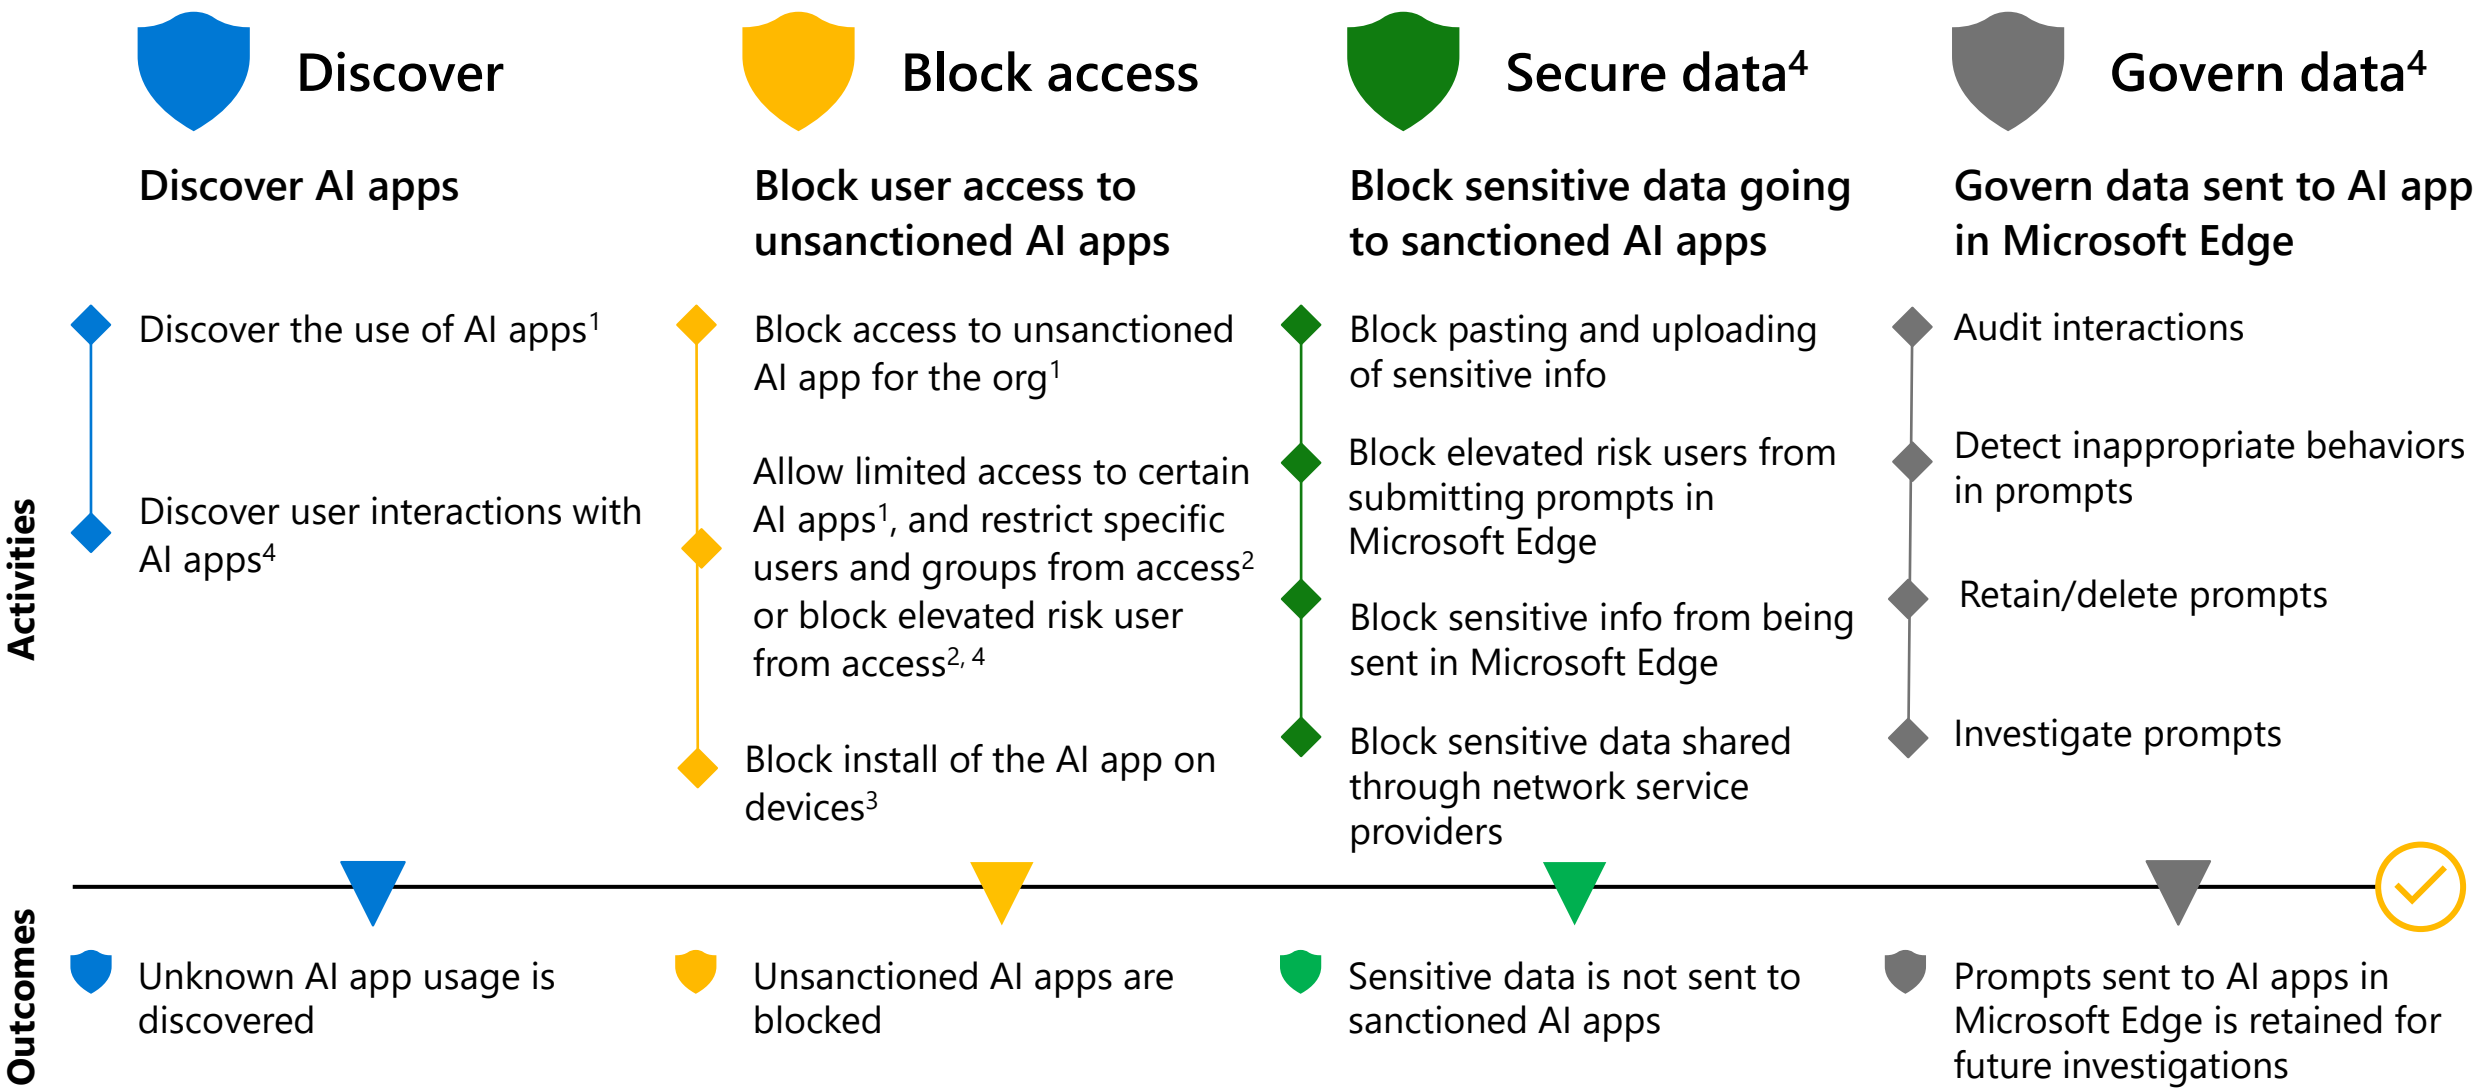 Discover
Block access
Secure data⁴
Govern data⁴
Discover AI apps
Block user access to
unsanctioned AI apps
Block sensitive data going
to sanctioned AI apps
Govern data sent to AI app
in Microsoft Edge
Activities
Discover the use of AI apps¹
Discover user interactions with
AI apps⁴
Block access to unsanctioned
AI app for the org¹
Allow limited access to certain
AI apps¹, and restrict specific
users and groups from access²
or block elevated risk user
from access²,⁴
Block install of the AI app on
devices³
Block pasting and uploading
of sensitive info
Block elevated risk users from
submitting prompts in
Microsoft Edge
Block sensitive info from being
sent in Microsoft Edge
Block sensitive data shared
through network service
providers
Audit interactions
Detect inappropriate behaviors
in prompts
Retain/delete prompts
Investigate prompts
Outcomes
Unknown AI app usage is
discovered
Unsanctioned AI apps are
blocked
Sensitive data is not sent to
sanctioned AI apps
Prompts sent to AI apps in
Microsoft Edge is retained for
future investigations